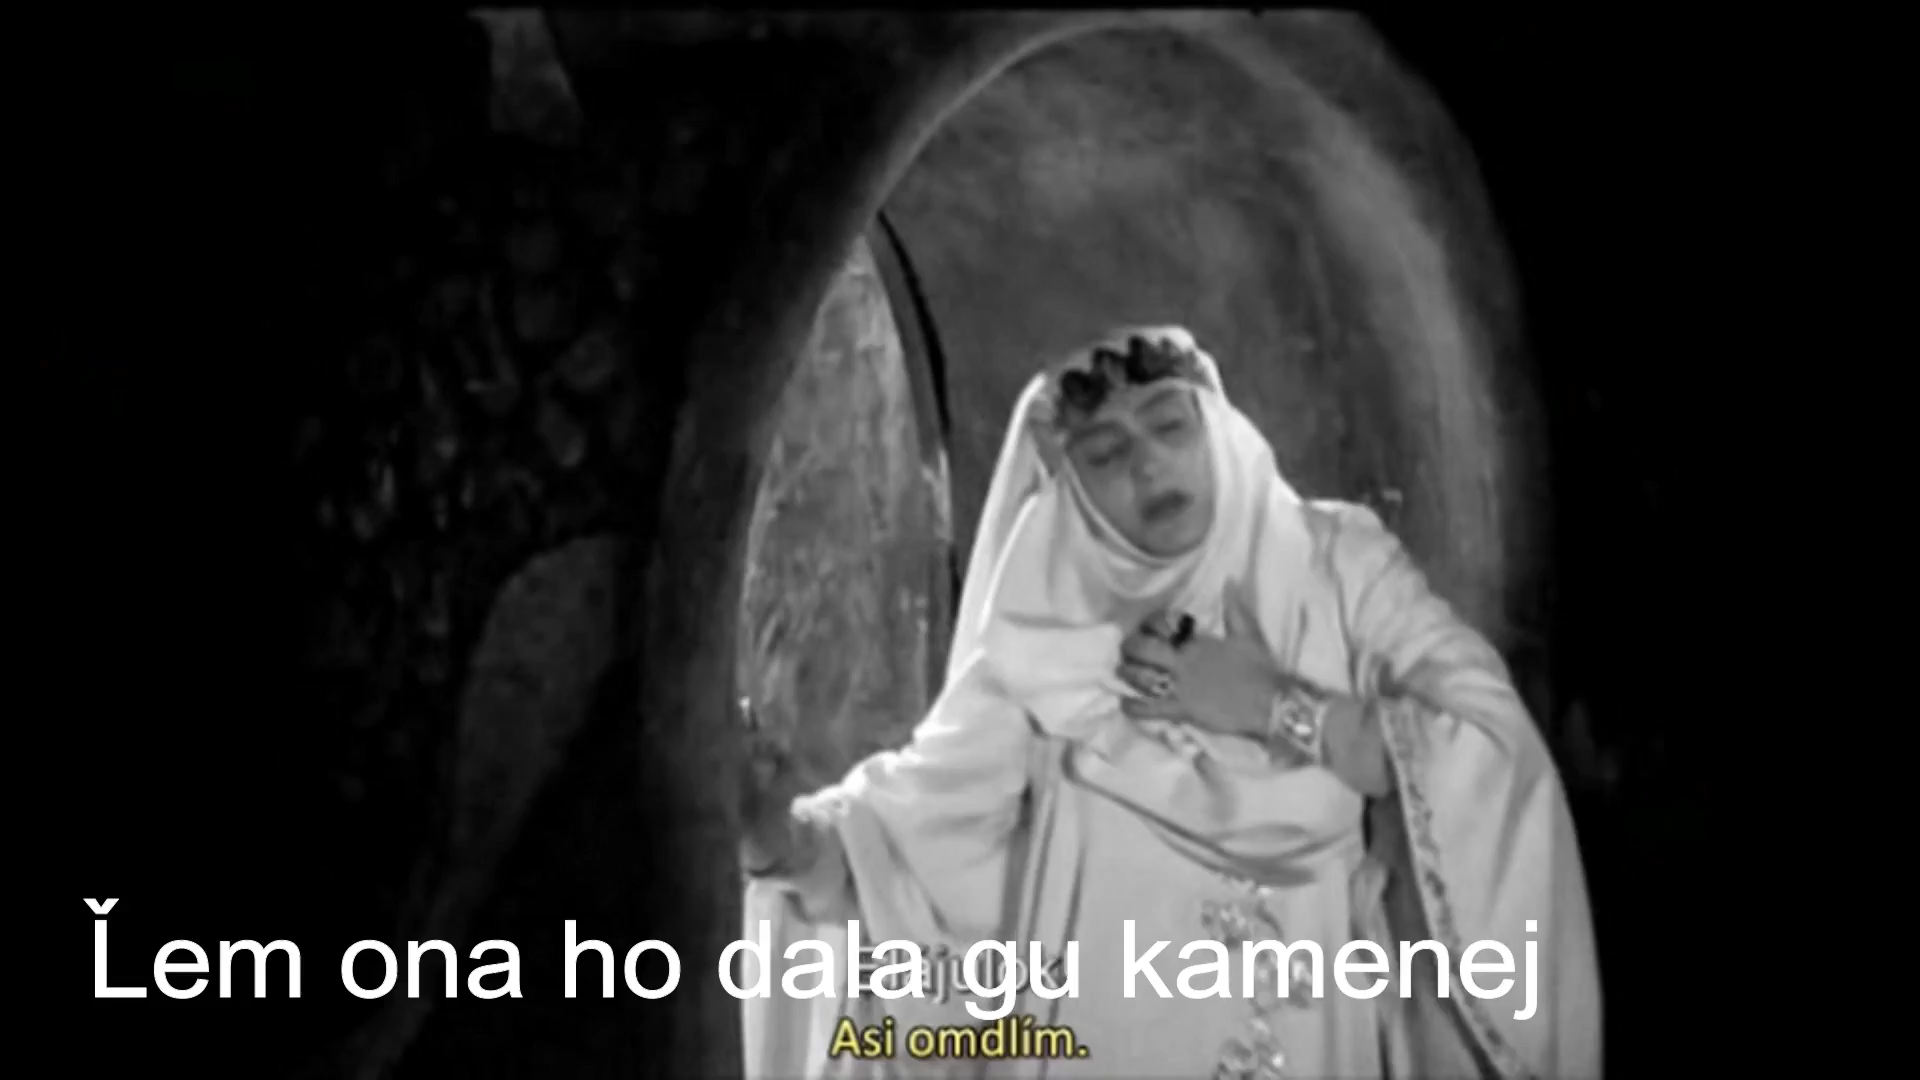 Ľem ona ho dala gu kamenej
Asi omdlím.